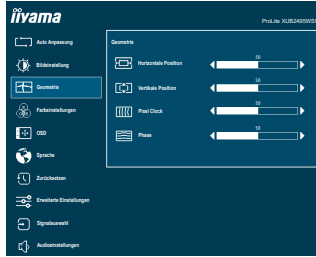 iiyama
ProLite XUB2495WSU
Auto Anpassung
Bildeinstellung
Geometrie
Farbeinstellungen
OSD
Sprache
Zurücksetzen
Erweiterte Einstellungen
Signalauswahl
Audioeinstellungen
Geometrie
Horizontale Position
50
Vertikale Position
50
Pixel Clock
50
Phase
50